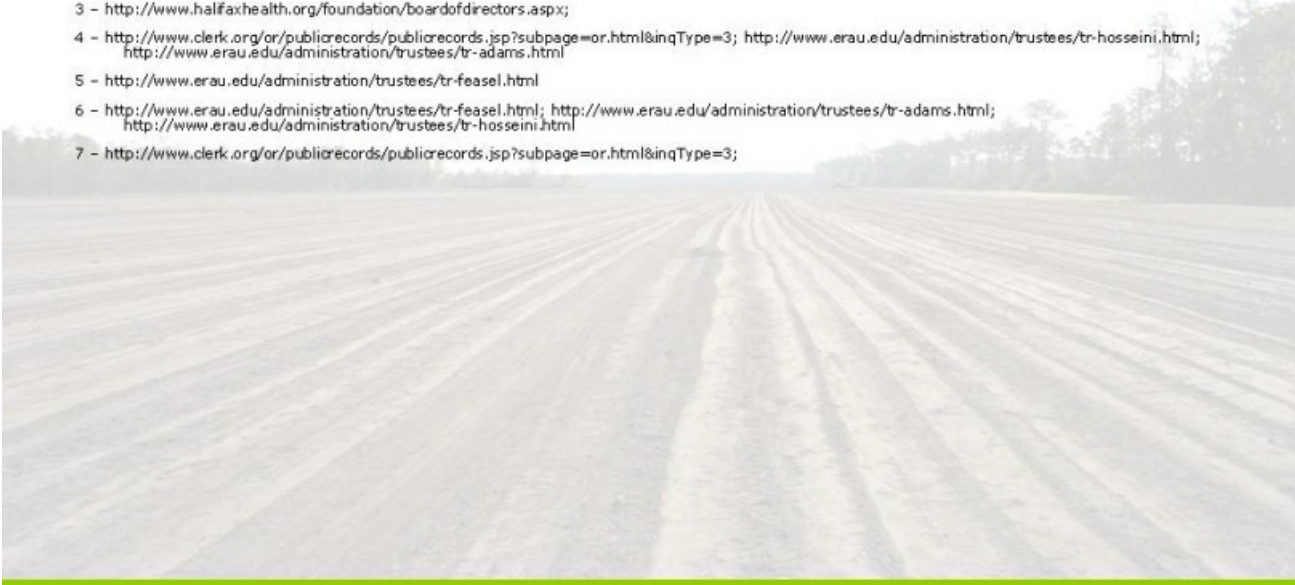 3 – http://www.halifaxhealth.org/foundation/boardofdirectors.aspx;
4 – http://www.clerk.org/or/publicrecords/publicrecords.jsp?subpage=or.html&inqType=3; http://www.erau.edu/administration/trustees/tr-hosseini.html;
http://www.erau.edu/administration/trustees/tr-adams.html
5 – http://www.erau.edu/administration/trustees/tr-feasel.html
6 – http://www.erau.edu/administration/trustees/tr-feasel.html; http://www.erau.edu/administration/trustees/tr-adams.html;
http://www.erau.edu/administration/trustees/tr-hosseini.html
7 – http://www.clerk.org/or/publicrecords/publicrecords.jsp?subpage=or.html&inqType=3;